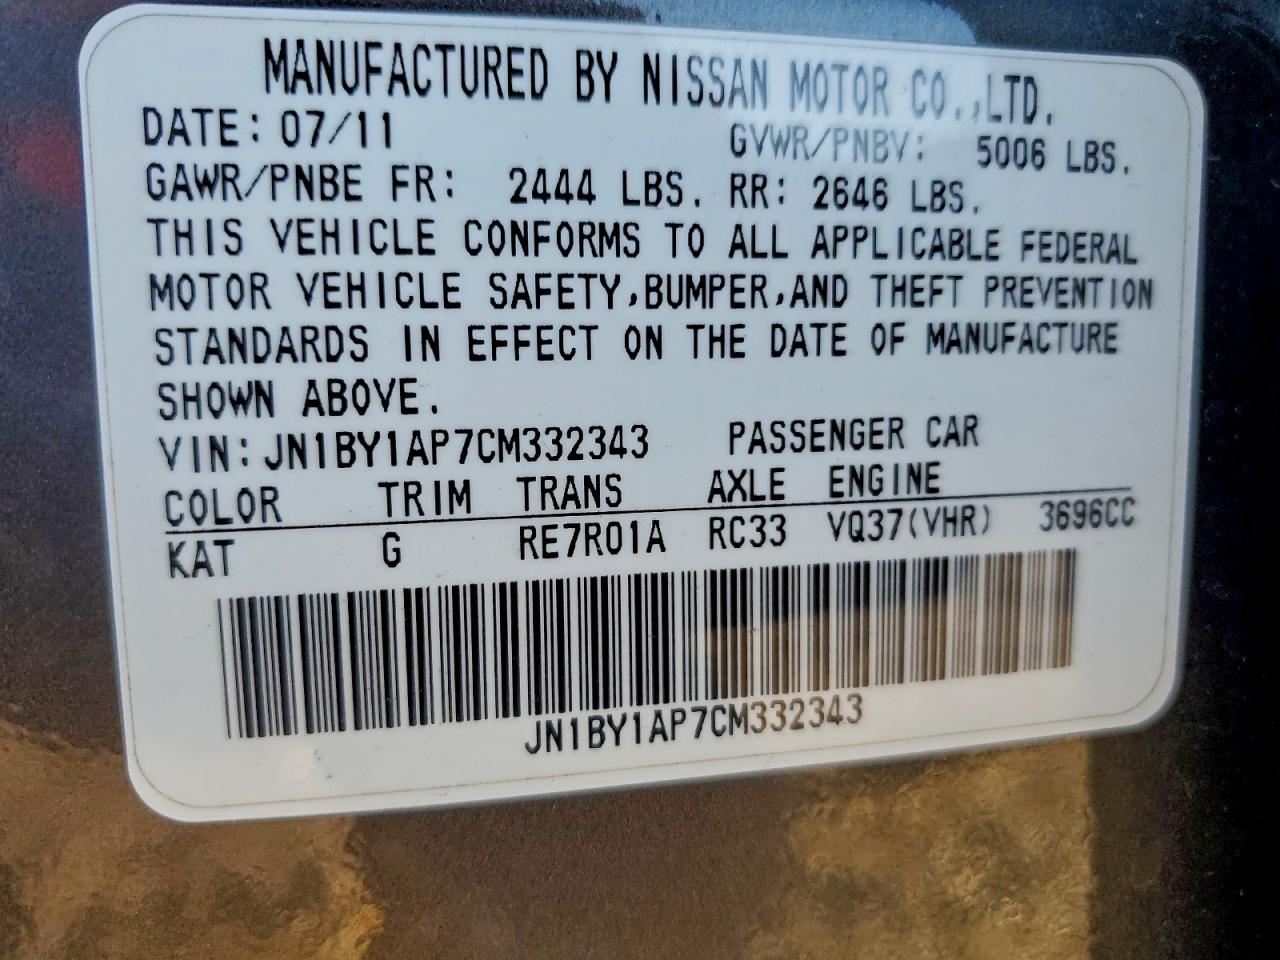 MANUFACTURED BY NISSAN MOTOR CO.,LTD.
DATE: 07/11 GVWR/PNBV: 5006 LBS.
GAWR/PNBE FR: 2444 LBS. RR: 2646 LBS.
THIS VEHICLE CONFORMS TO ALL APPLICABLE FEDERAL
MOTOR VEHICLE SAFETY,BUMPER,AND THEFT PREVENTION
STANDARDS IN EFFECT ON THE DATE OF MANUFACTURE
SHOWN ABOVE.
VIN:JN1BY1AP7CM332343 PASSENGER CAR
COLOR TRIM TRANS AXLE ENGINE
KAT G RE7R01A RC33 VQ37(VHR) 3696CC
JN1BY1AP7CM332343